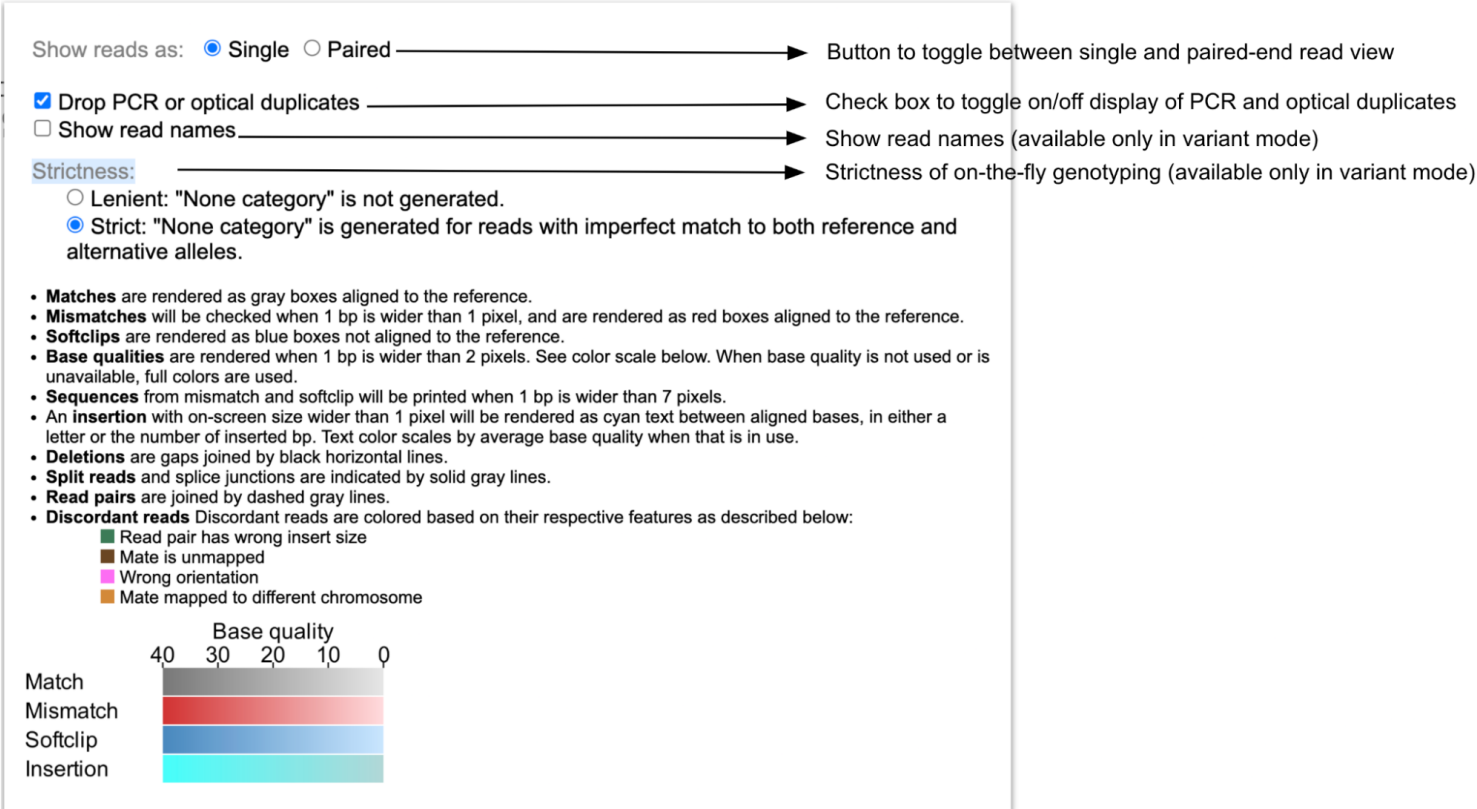 Show reads as: Single Paired
Button to toggle between single and paired-end read view
Drop PCR or optical duplicates
Check box to toggle on/off display of PCR and optical duplicates
Show read names
Show read names (available only in variant mode)
Strictness:
Strictness of on-the-fly genotyping (available only in variant mode)
Lenient: "None category" is not generated.
Strict: "None category" is generated for reads with imperfect match to both reference and
alternative alleles.
• Matches are rendered as gray boxes aligned to the reference.
• Mismatches will be checked when 1 bp is wider than 1 pixel, and are rendered as red boxes aligned to the reference.
• Softclips are rendered as blue boxes not aligned to the reference.
• Base qualities are rendered when 1 bp is wider than 2 pixels. See color scale below. When base quality is not used or is
unavailable, full colors are used.
• Sequences from mismatch and softclip will be printed when 1 bp is wider than 7 pixels.
• An insertion with on-screen size wider than 1 pixel will be rendered as cyan text between aligned bases, in either a
letter or the number of inserted bp. Text color scales by average base quality when that is in use.
• Deletions are gaps joined by black horizontal lines.
• Split reads and splice junctions are indicated by solid gray lines.
• Read pairs are joined by dashed gray lines.
• Discordant reads Discordant reads are colored based on their respective features as described below:
Read pair has wrong insert size
Mate is unmapped
Wrong orientation
Mate mapped to different chromosome
Base quality
40 30 20 10 0
Match
Mismatch
Softclip
Insertion